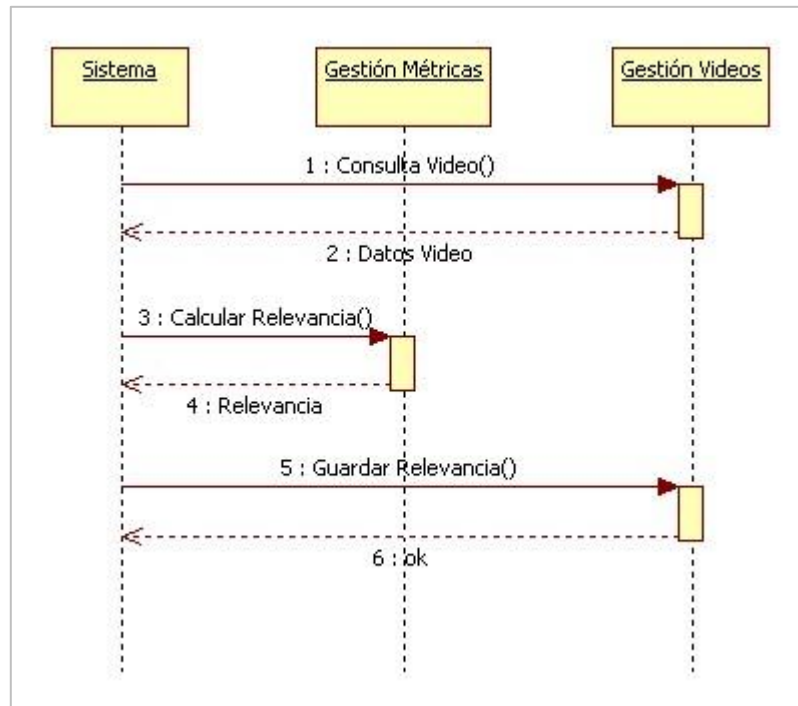 Sistema
Gestión Métricas
Gestión Videos
1 : Consulta Video()
2 : Datos Video
3 : Calcular Relevancia()
4 : Relevancia
5 : Guardar Relevancia()
6 : ok